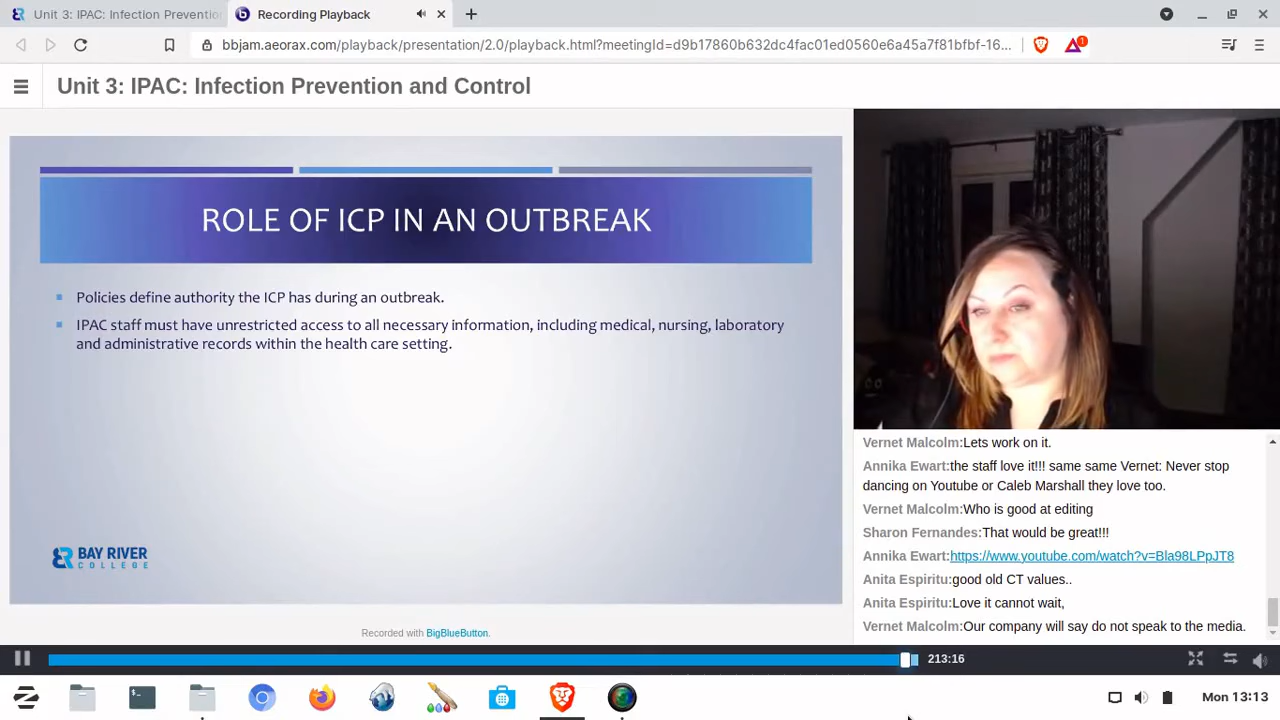 Unit 3: IPAC: Infection Preventio
Recording Playback
bbjam.aeorax.com/playback/presentation/2.0/playback.html?meetingId=d9b17860b632dc4fac01ed0560e6a45a7f81bfbf-16...
1
Unit 3: IPAC: Infection Prevention and Control
ROLE OF ICP IN AN OUTBREAK
Policies define authority the ICP has during an outbreak.
IPAC staff must have unrestricted access to all necessary information, including medical, nursing, laboratory
and administrative records within the health care setting.
BAY RIVER
COLLEGE
Recorded with BigBlueButton.
Vernet Malcolm:Lets work on it.
Annika Ewart:the staff love it!!! same same Vernet: Never stop
dancing on Youtube or Caleb Marshall they love too.
Vernet Malcolm:Who is good at editing
Sharon Fernandes:That would be great!!!
Annika Ewart:https://www.youtube.com/watch?v=Bla98LPpJT8
Anita Espiritu:good old CT values..
Anita Espiritu:Love it cannot wait,
Vernet Malcolm:Our company will say do not speak to the media.
213:16
Mon 13:13